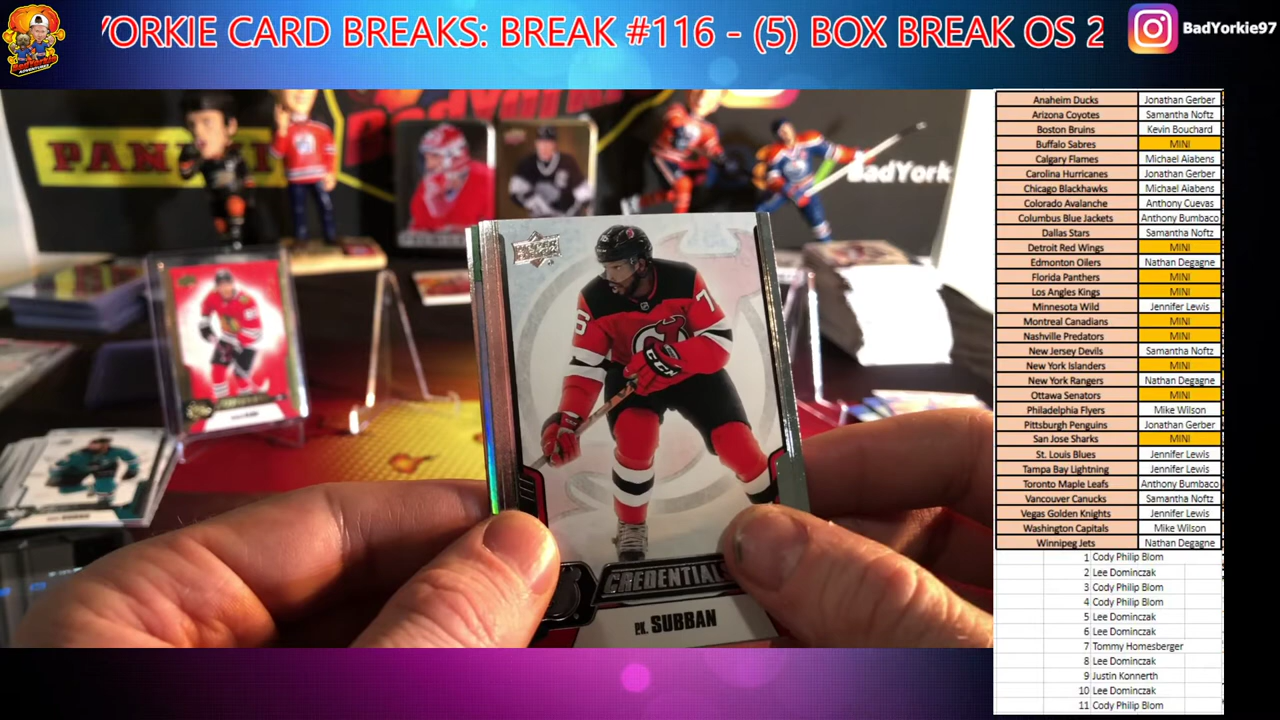 YORKIE CARD BREAKS: BREAK #116 - (5) BOX BREAK OS 2
BadYorkie97
PANINI
BadYork
UPPER DECK
76
CCM
CREDENTIALS
P.K. SUBBAN
Anaheim Ducks Jonathan Gerber
Arizona Coyotes Samantha Noftz
Boston Bruins Kevin Bouchard
Buffalo Sabres MINI
Calgary Flames Michael Aiabens
Carolina Hurricanes Jonathan Gerber
Chicago Blackhawks Michael Aiabens
Colorado Avalanche Anthony Cuevas
Columbus Blue Jackets Anthony Bumbaco
Dallas Stars Samantha Noftz
Detroit Red Wings MINI
Edmonton Oilers Nathan Degagne
Florida Panthers MINI
Los Angles Kings MINI
Minnesota Wild Jennifer Lewis
Montreal Canadians MINI
Nashville Predators MINI
New Jersey Devils Samantha Noftz
New York Islanders MINI
New York Rangers Nathan Degagne
Ottawa Senators MINI
Philadelphia Flyers Mike Wilson
Pittsburgh Penguins Jonathan Gerber
San Jose Sharks MINI
St. Louis Blues Jennifer Lewis
Tampa Bay Lightning Jennifer Lewis
Toronto Maple Leafs Anthony Bumbaco
Vancouver Canucks Samantha Noftz
Vegas Golden Knights Jennifer Lewis
Washington Capitals Mike Wilson
Winnipeg Jets Nathan Degagne
1 Cody Philip Blom
2 Lee Dominczak
3 Cody Philip Blom
4 Cody Philip Blom
5 Lee Dominczak
6 Lee Dominczak
7 Tommy Homesberger
8 Lee Dominczak
9 Justin Konnerth
10 Lee Dominczak
11 Cody Philip Blom